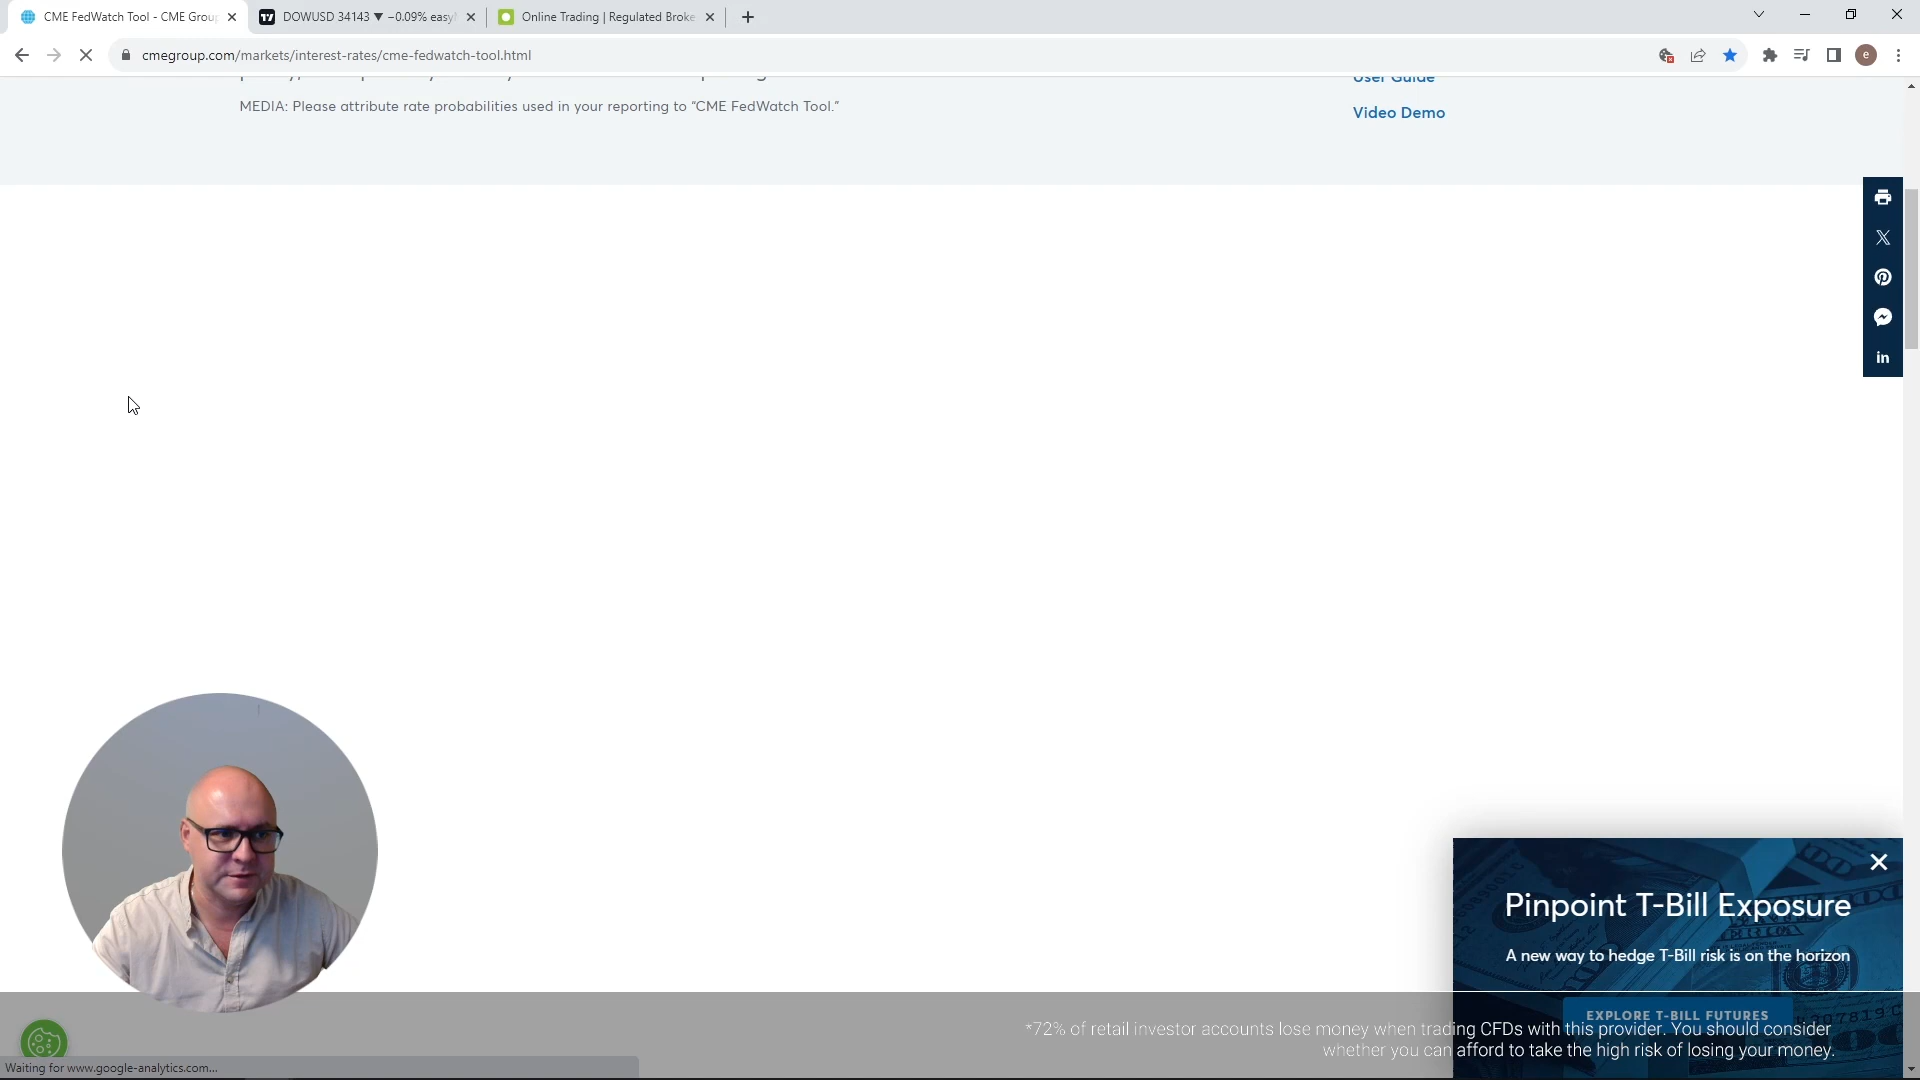 CME FedWatch Tool - CME Grou
DOWUSD 34143 ▼ −0.09% easy
Online Trading | Regulated Broke
cmegroup.com/markets/interest-rates/cme-fedwatch-tool.html
e
User Guide
MEDIA: Please attribute rate probabilities used in your reporting to “CME FedWatch Tool.”
Video Demo
in
Pinpoint T-Bill Exposure
A new way to hedge T-Bill risk is on the horizon
EXPLORE T-BILL FUTURES
*72% of retail investor accounts lose money when trading CFDs with this provider. You should consider
whether you can afford to take the high risk of losing your money.
Waiting for www.google-analytics.com...